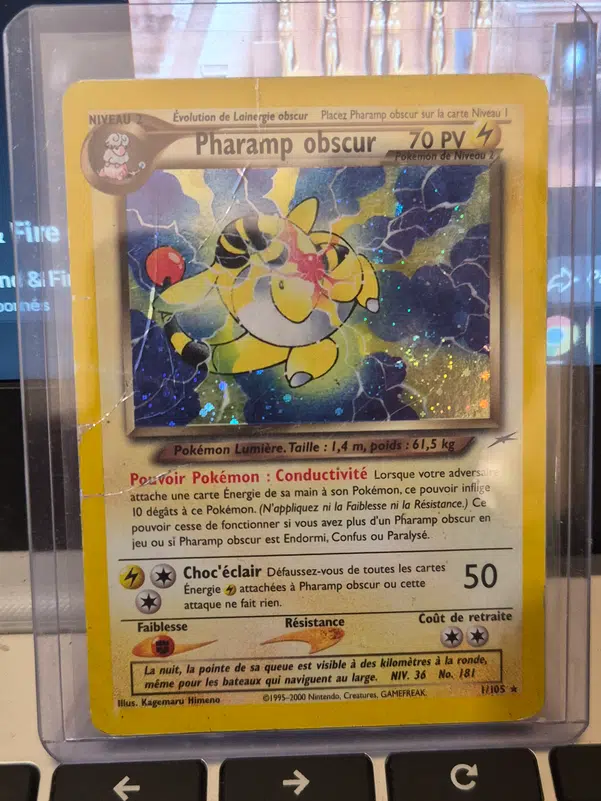 NIVEAU 2
Évolution de Lainergie obscur
Placez Pharamp obscur sur la carte Niveau 1
Pharamp obscur
70 PV
Pokémon de Niveau 2
Fire
& Fi
onnés
Pokémon Lumière. Taille : 1,4 m, poids : 61,5 kg
Pouvoir Pokémon : Conductivité Lorsque votre adversaire
attache une carte Énergie de sa main à son Pokémon, ce pouvoir inflige
10 dégâts à ce Pokémon. (N'appliquez ni la Faiblesse ni la Résistance.) Ce
pouvoir cesse de fonctionner si vous avez plus d'un Pharamp obscur en
jeu ou si Pharamp obscur est Endormi, Confus ou Paralysé.
Choc'éclair Défaussez-vous de toutes les cartes
Énergie attachées à Pharamp obscur ou cette
attaque ne fait rien.
50
Faiblesse
Résistance
Coût de retraite
La nuit, la pointe de sa queue est visible à des kilomètres à la ronde,
même pour les bateaux qui naviguent au large. NIV. 36 No. 181
Illus. Kagemaru Himeno
©1995-2000 Nintendo, Creatures, GAMEFREAK.
1/105 ★